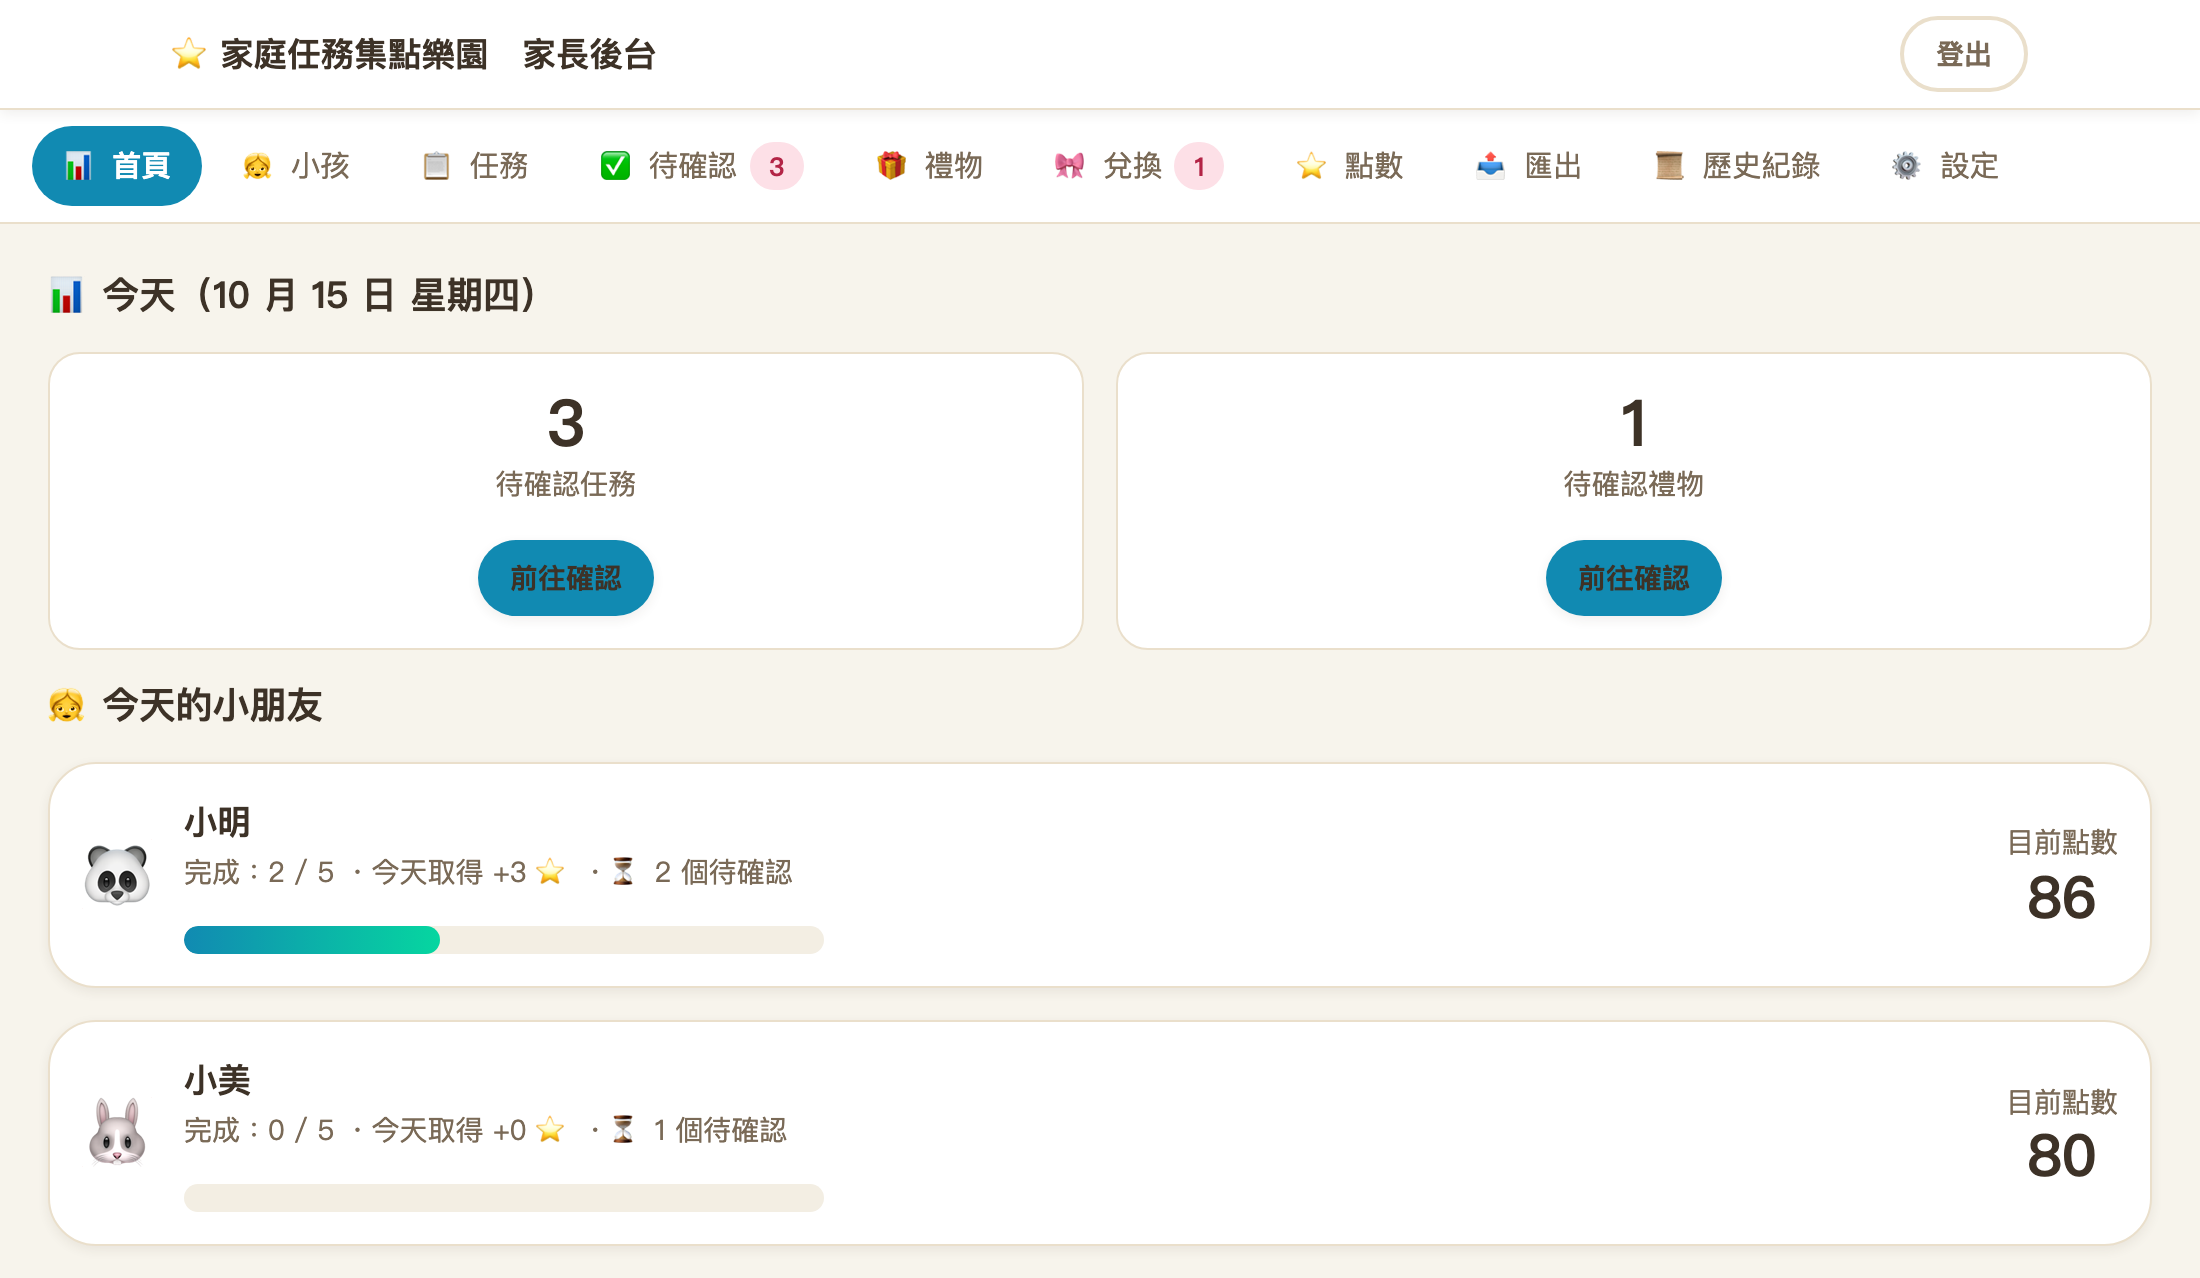 家庭任務集點樂園　家長後台
登出
首頁
小孩
任務
待確認 3
禮物
兌換 1
點數
匯出
歷史紀錄
設定
今天（10 月 15 日 星期四）
3
待確認任務
前往確認
1
待確認禮物
前往確認
今天的小朋友
小明
完成：2 / 5 · 今天取得 +3 ⭐ · ⏳ 2 個待確認
目前點數
86
小美
完成：0 / 5 · 今天取得 +0 ⭐ · ⏳ 1 個待確認
目前點數
80